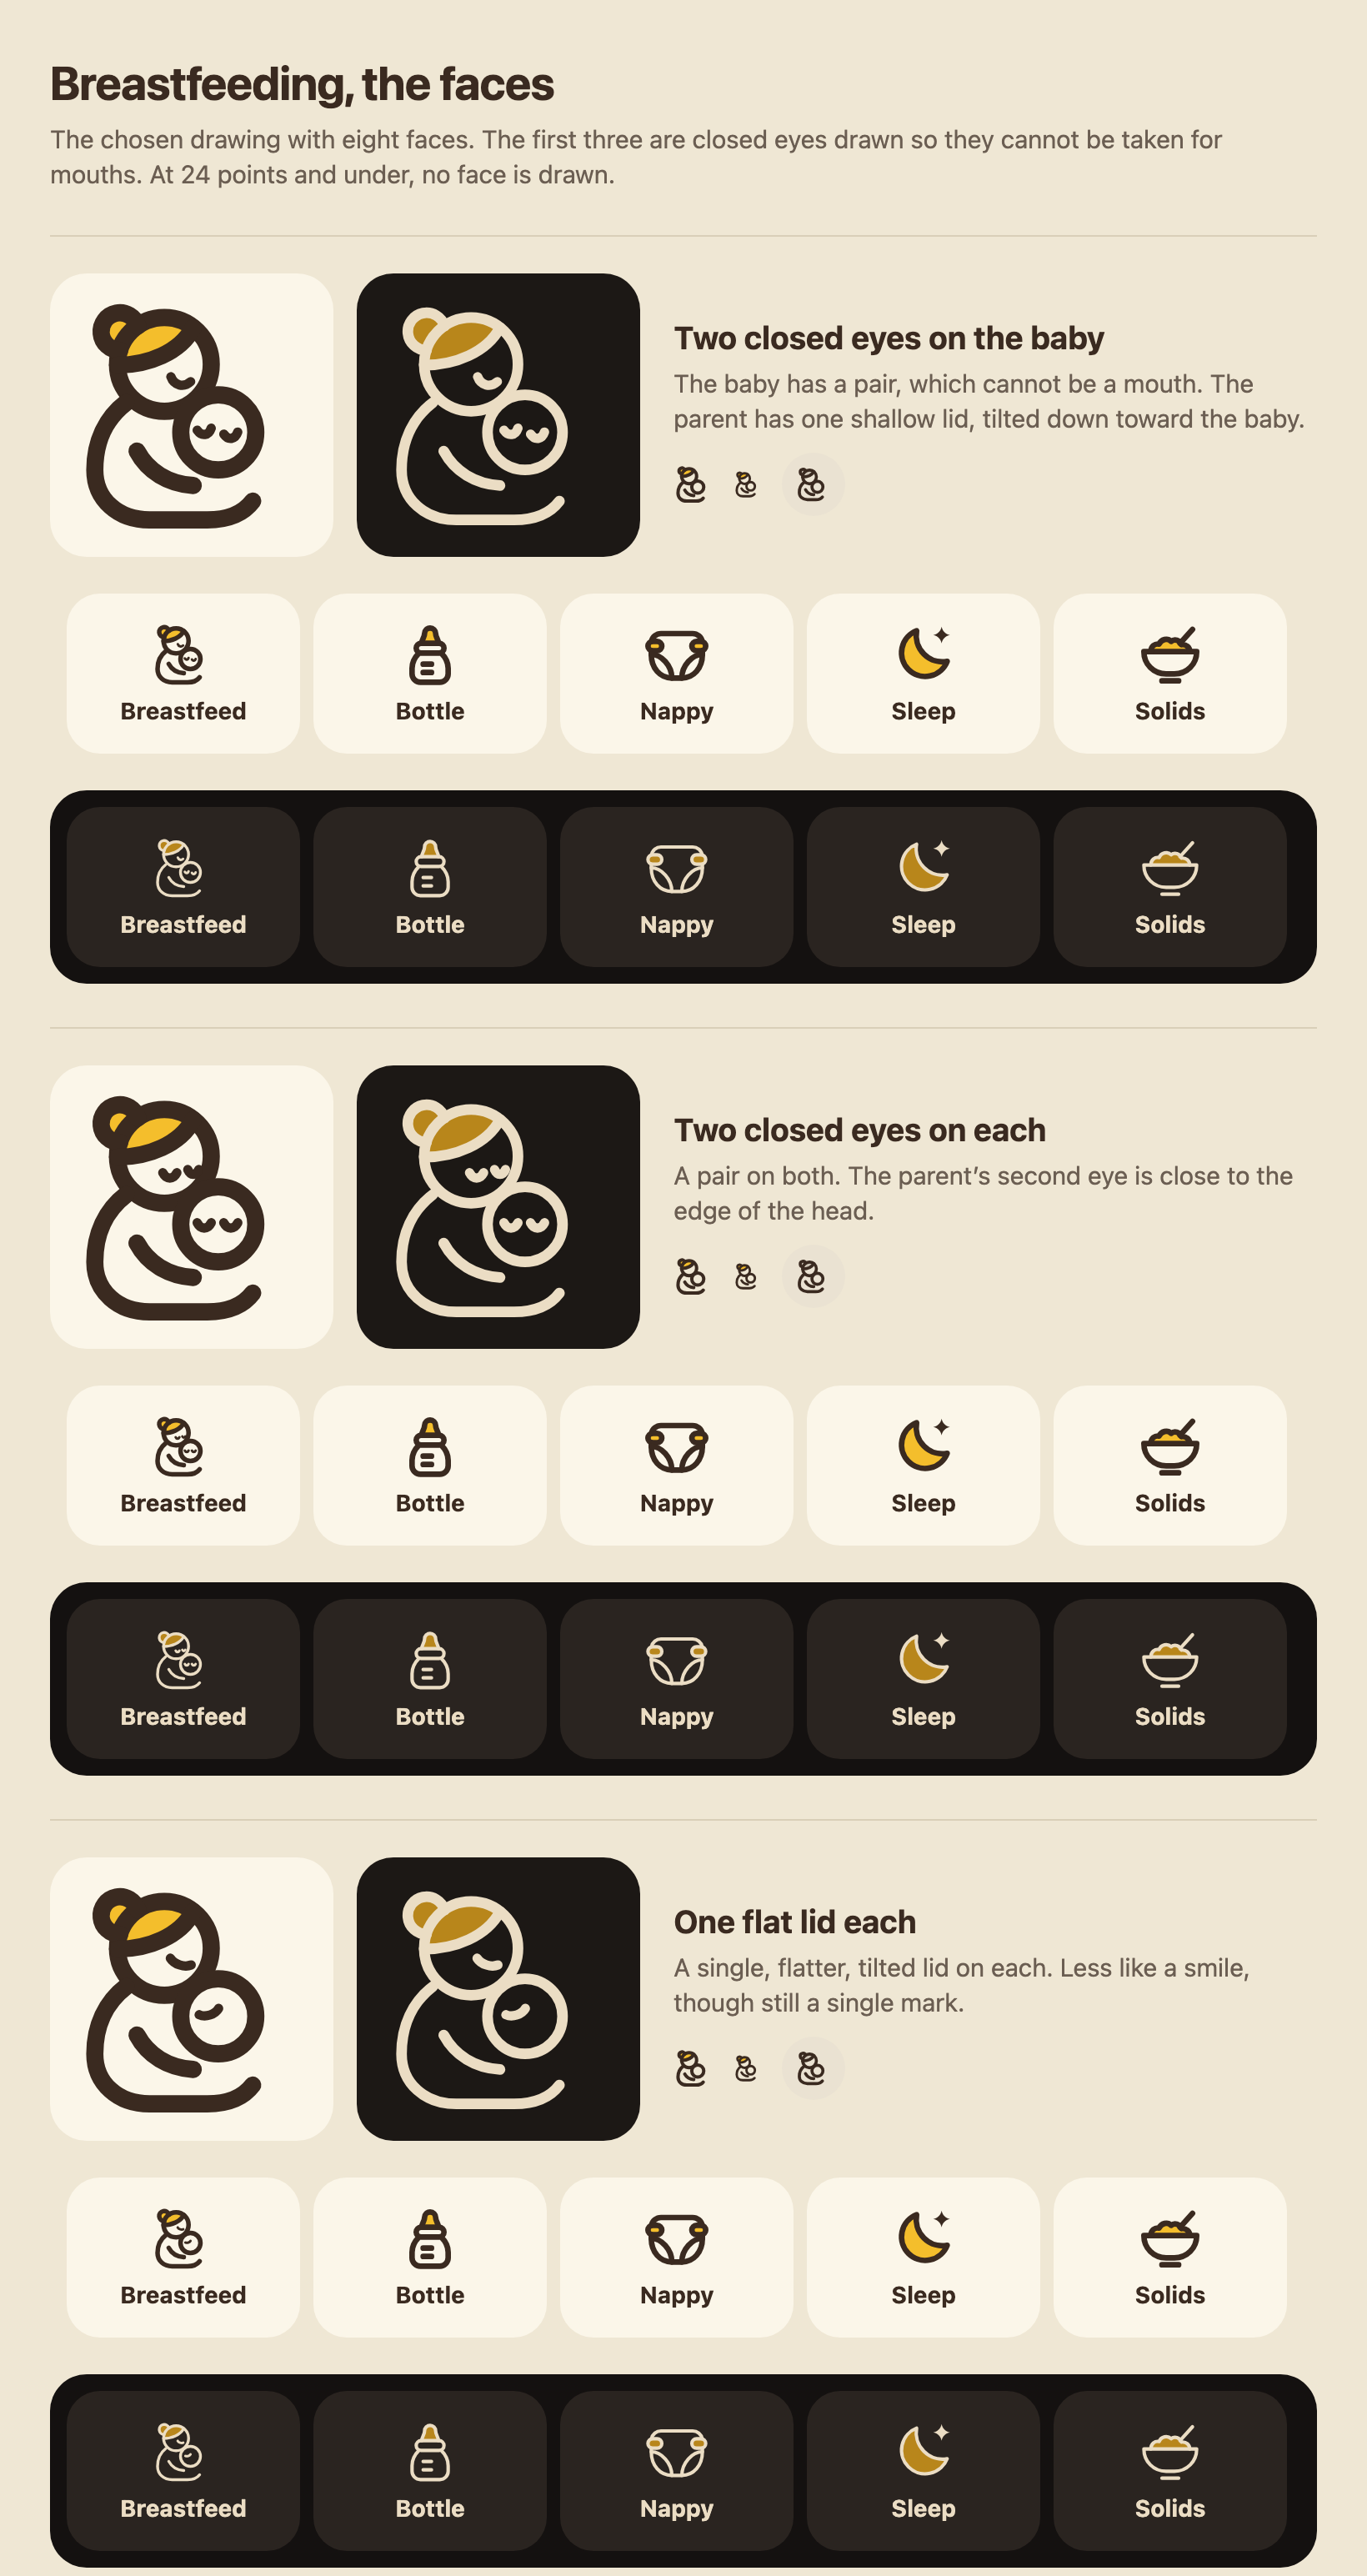 Breastfeeding, the faces
The chosen drawing with eight faces. The first three are closed eyes drawn so they cannot be taken for
mouths. At 24 points and under, no face is drawn.
Two closed eyes on the baby
The baby has a pair, which cannot be a mouth. The
parent has one shallow lid, tilted down toward the baby.
Breastfeed Bottle Nappy Sleep Solids
Breastfeed Bottle Nappy Sleep Solids
Two closed eyes on each
A pair on both. The parent’s second eye is close to the
edge of the head.
Breastfeed Bottle Nappy Sleep Solids
Breastfeed Bottle Nappy Sleep Solids
One flat lid each
A single, flatter, tilted lid on each. Less like a smile,
though still a single mark.
Breastfeed Bottle Nappy Sleep Solids
Breastfeed Bottle Nappy Sleep Solids